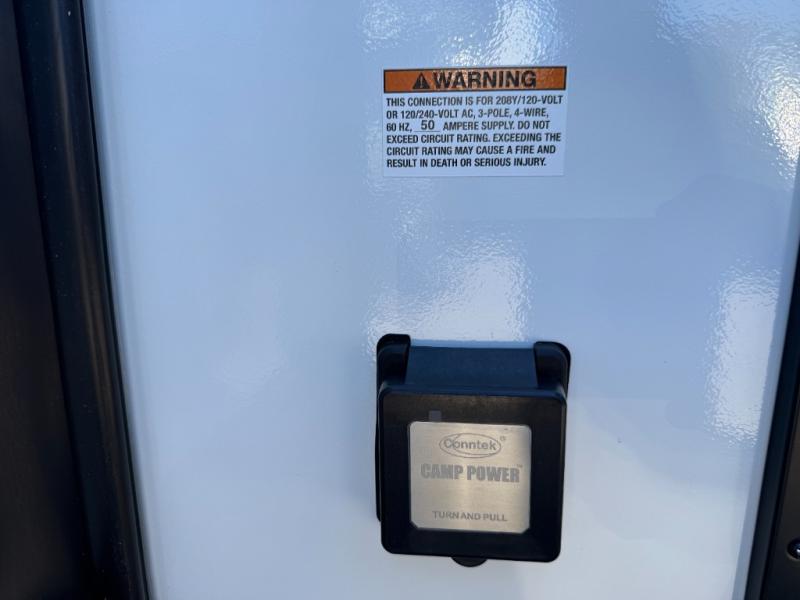 ⚠WARNING
THIS CONNECTION IS FOR 208Y/120-VOLT
OR 120/240-VOLT AC, 3-POLE, 4-WIRE,
60 HZ, 50 AMPERE SUPPLY. DO NOT
EXCEED CIRCUIT RATING. EXCEEDING THE
CIRCUIT RATING MAY CAUSE A FIRE AND
RESULT IN DEATH OR SERIOUS INJURY.
Conntek®
CAMP POWER™
TURN AND PULL